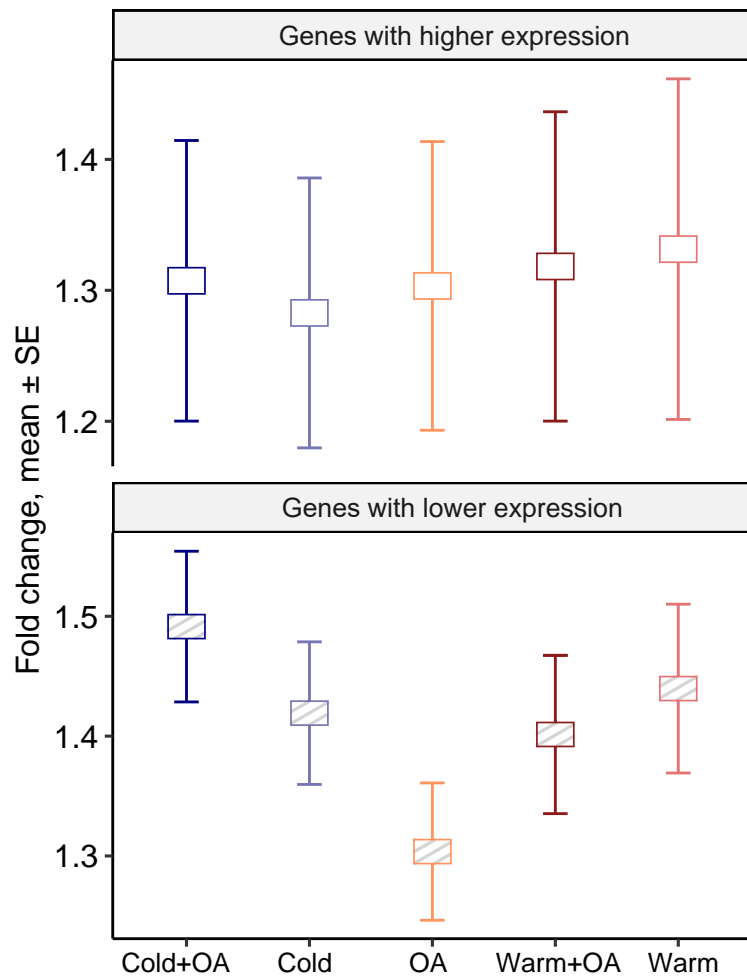 Genes with higher expression
1.4
1.3
1.2
Fold change, mean ± SE
Genes with lower expression
1.5
1.4
1.3
Cold+OA Cold OA Warm+OA Warm